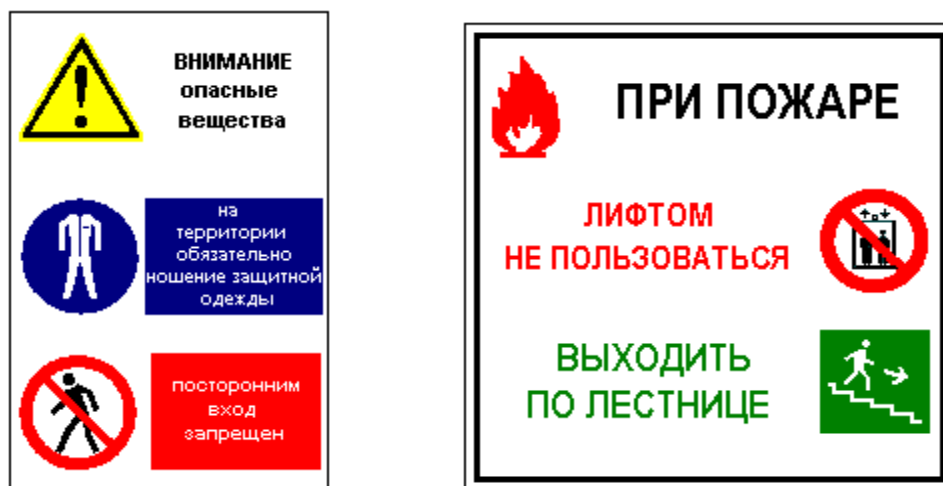 ВНИМАНИЕ
опасные
вещества
на
территории
обязательно
ношение защитной
одежды
посторонним
вход
запрещен
ПРИ ПОЖАРЕ
ЛИФТОМ
НЕ ПОЛЬЗОВАТЬСЯ
ВЫХОДИТЬ
ПО ЛЕСТНИЦЕ